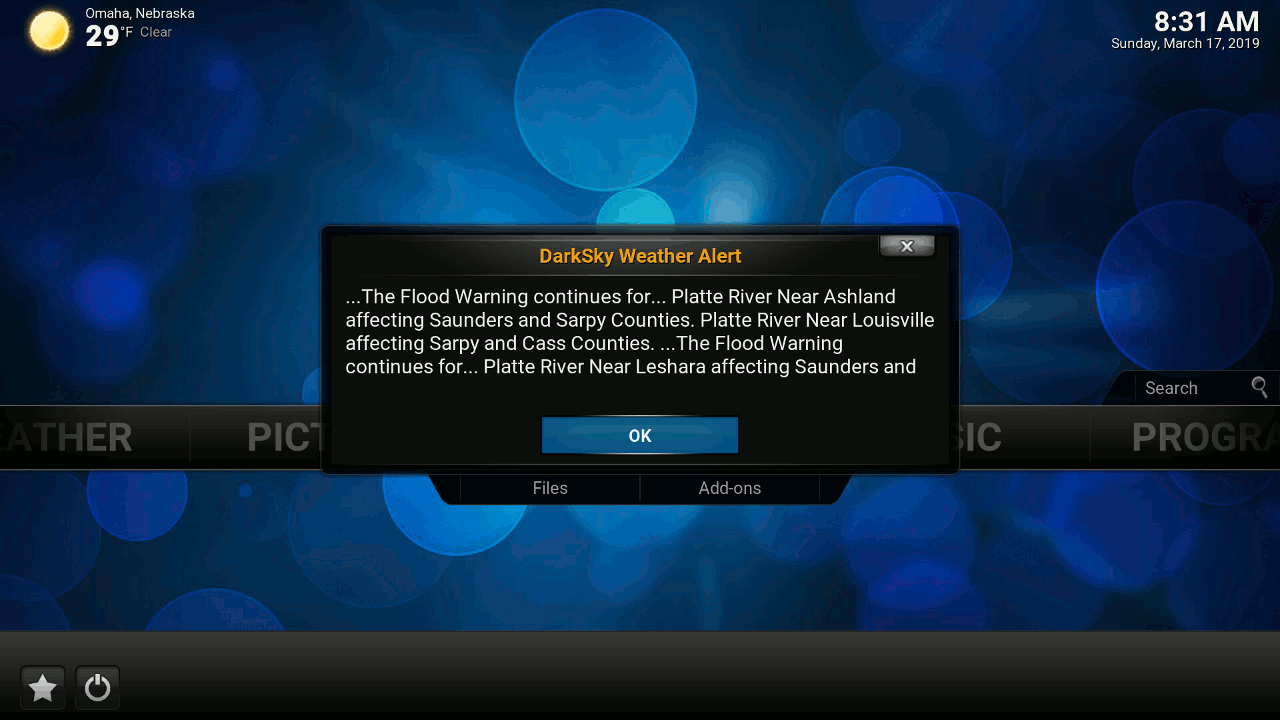 Omaha, Nebraska
29°F Clear
8:31 AM
Sunday, March 17, 2019
DarkSky Weather Alert
...The Flood Warning continues for... Platte River Near Ashland
affecting Saunders and Sarpy Counties. Platte River Near Louisville
affecting Sarpy and Cass Counties. ...The Flood Warning
continues for... Platte River Near Leshara affecting Saunders and
OK
Search
EATHER
PICT
SIC
PROGRA
Files
Add-ons